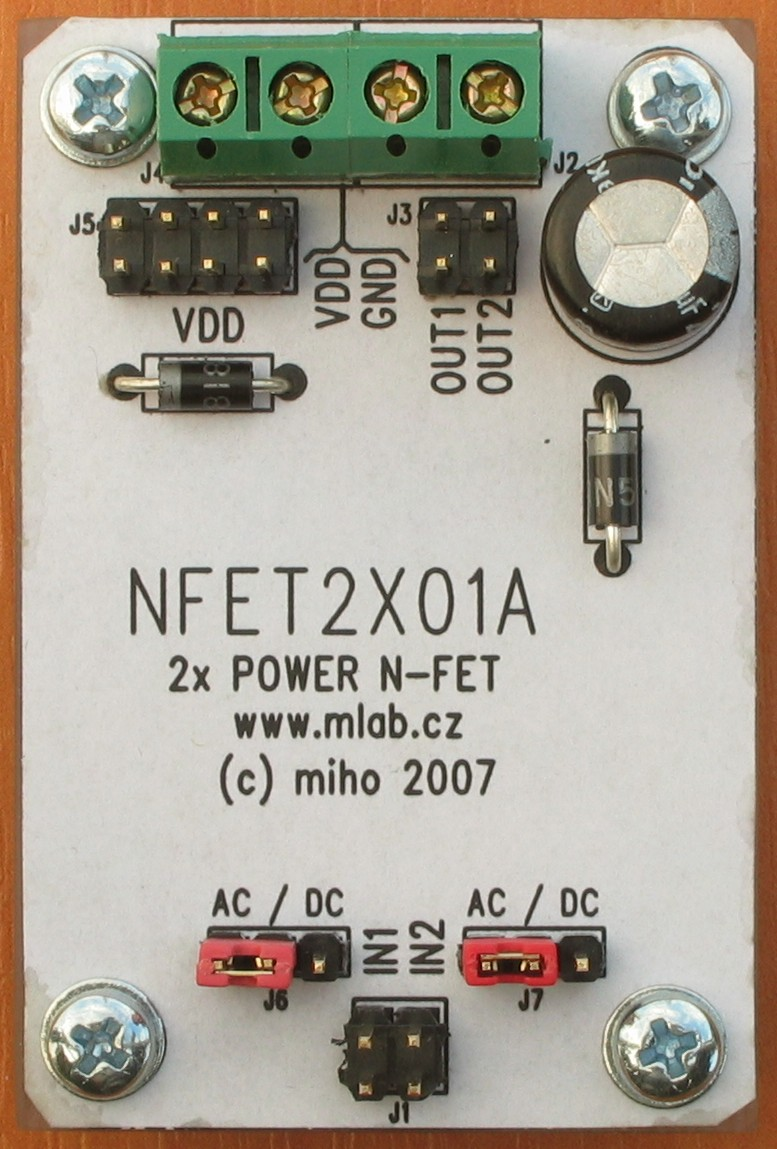 J4
J2
J5
J3
VDD
GND
OUT1
OUT2
VDD
N5
NFET2X01A
2x POWER N-FET
www.mlab.cz
(c) miho 2007
AC / DC
IN1
IN2
AC / DC
J6
J7
J1